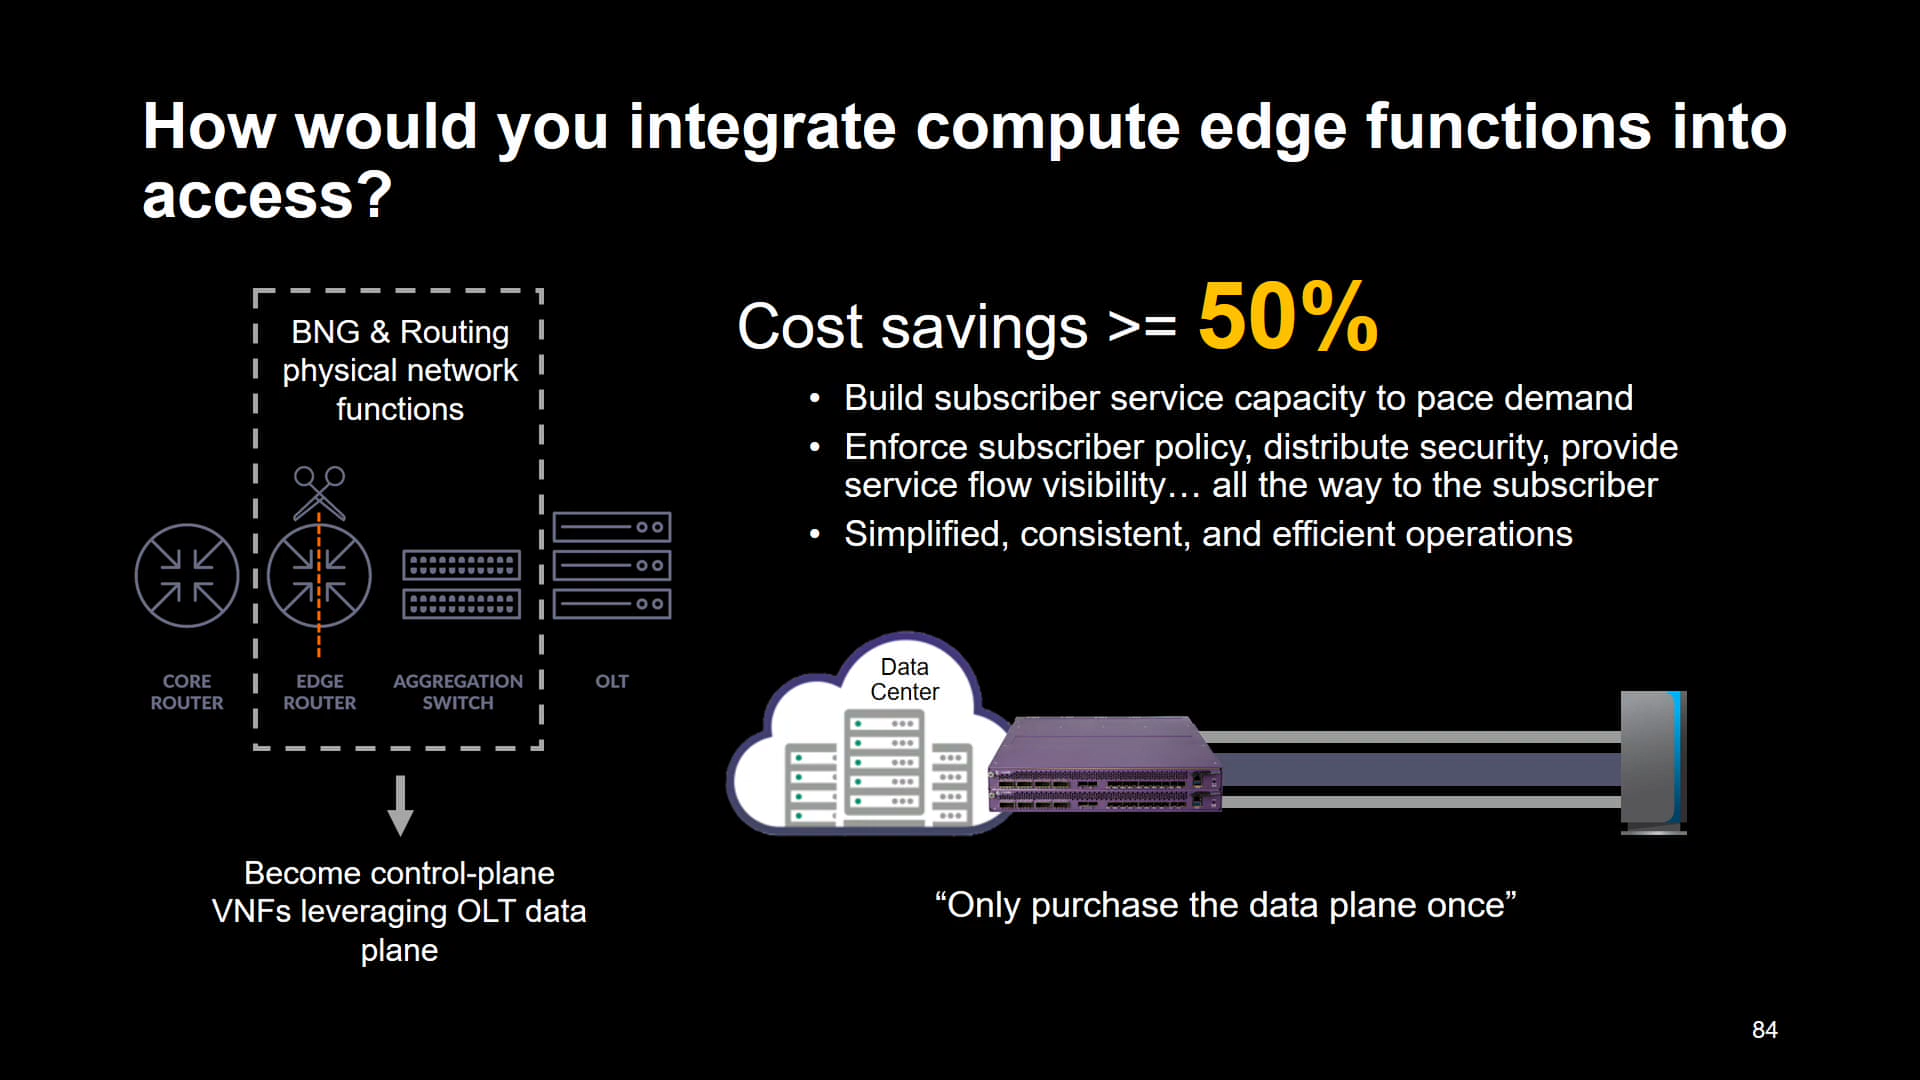 How would you integrate compute edge functions into
access?
BNG & Routing
physical network
functions
CORE
ROUTER
EDGE
ROUTER
AGGREGATION
SWITCH
OLT
Become control-plane
VNFs leveraging OLT data
plane
Cost savings >= 50%
• Build subscriber service capacity to pace demand
• Enforce subscriber policy, distribute security, provide
service flow visibility… all the way to the subscriber
• Simplified, consistent, and efficient operations
Data
Center
“Only purchase the data plane once”
84